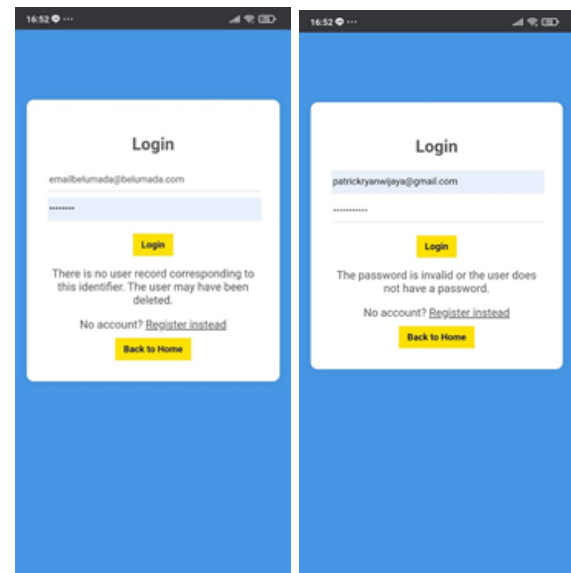 16:52 ...
Login
emailbelumada@belumada.com
........
Login
There is no user record corresponding to
this identifier. The user may have been
deleted.
No account? Register instead
Back to Home
16:52 ...
Login
patrickryanwijaya@gmail.com
...........
Login
The password is invalid or the user does
not have a password.
No account? Register instead
Back to Home